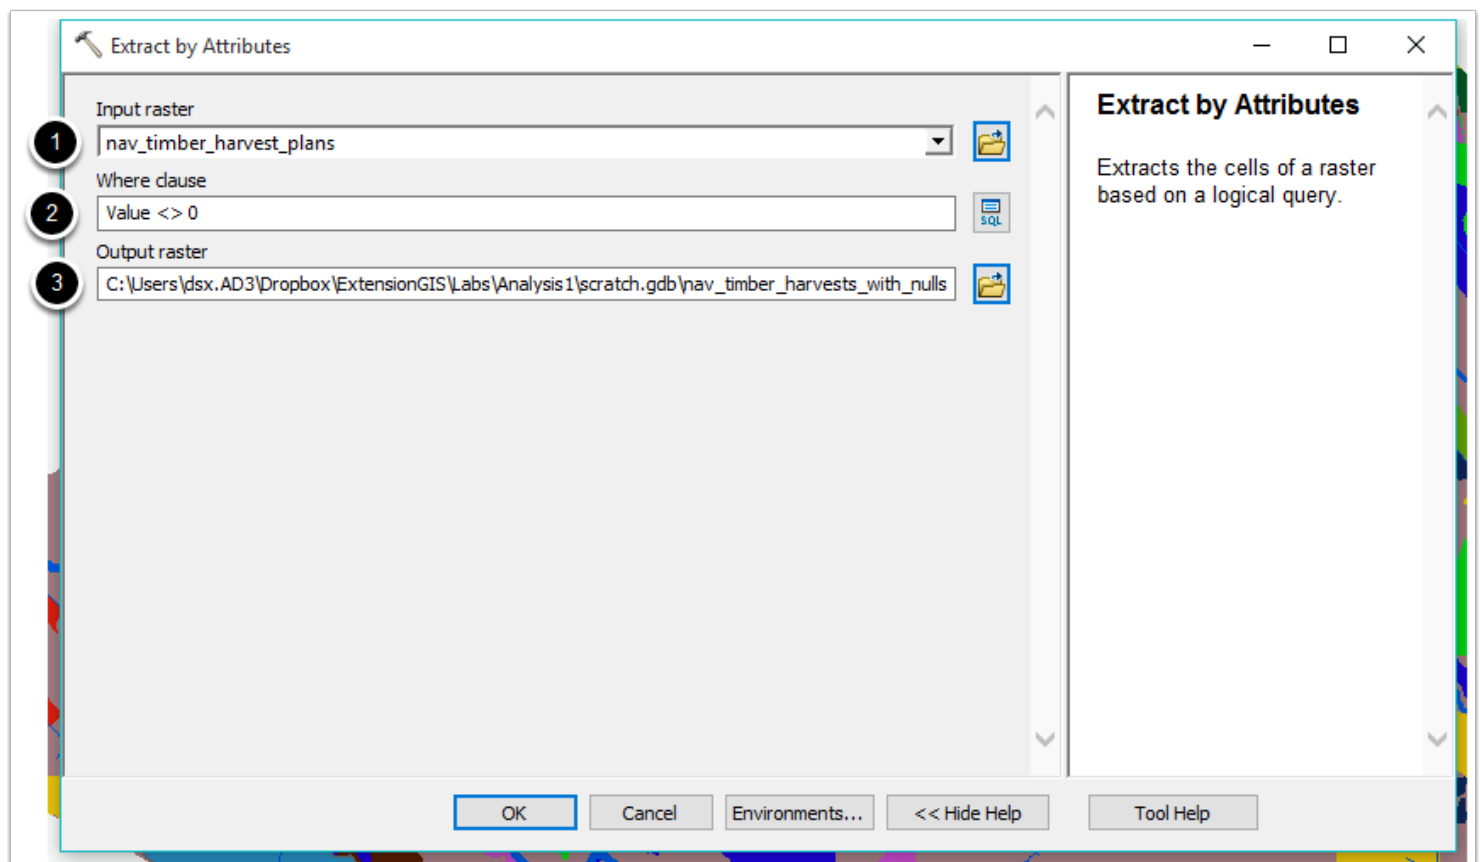 Extract by Attributes
Input raster
1
nav_timber_harvest_plans
Where clause
2
Value <> 0
SQL
Output raster
3
C:\Users\dsx.AD3\Dropbox\ExtensionGIS\Labs\Analysis1\scratch.gdb\nav_timber_harvests_with_nulls
Extract by Attributes
Extracts the cells of a raster
based on a logical query.
OK
Cancel
Environments...
<< Hide Help
Tool Help